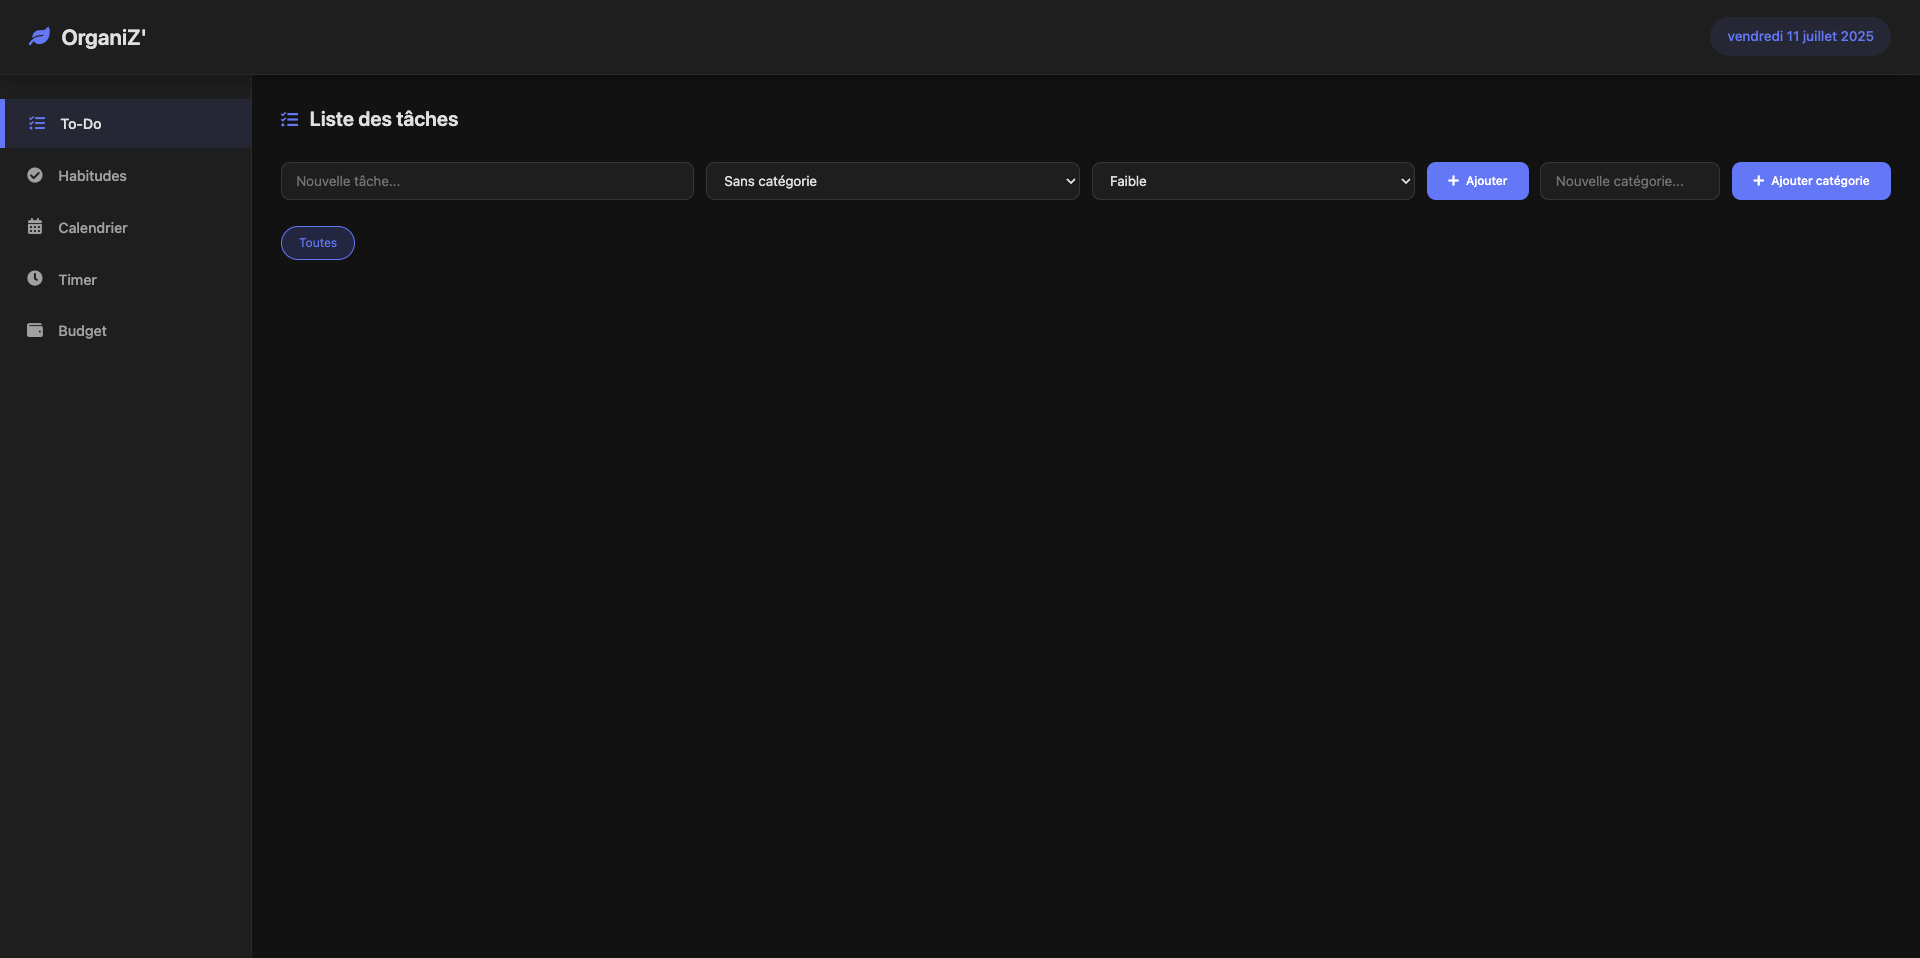 OrganiZ'
vendredi 11 juillet 2025
To-Do
Habitudes
Calendrier
Timer
Budget
Liste des tâches
Nouvelle tâche...
Sans catégorie
Faible
Ajouter
Nouvelle catégorie...
Ajouter catégorie
Toutes